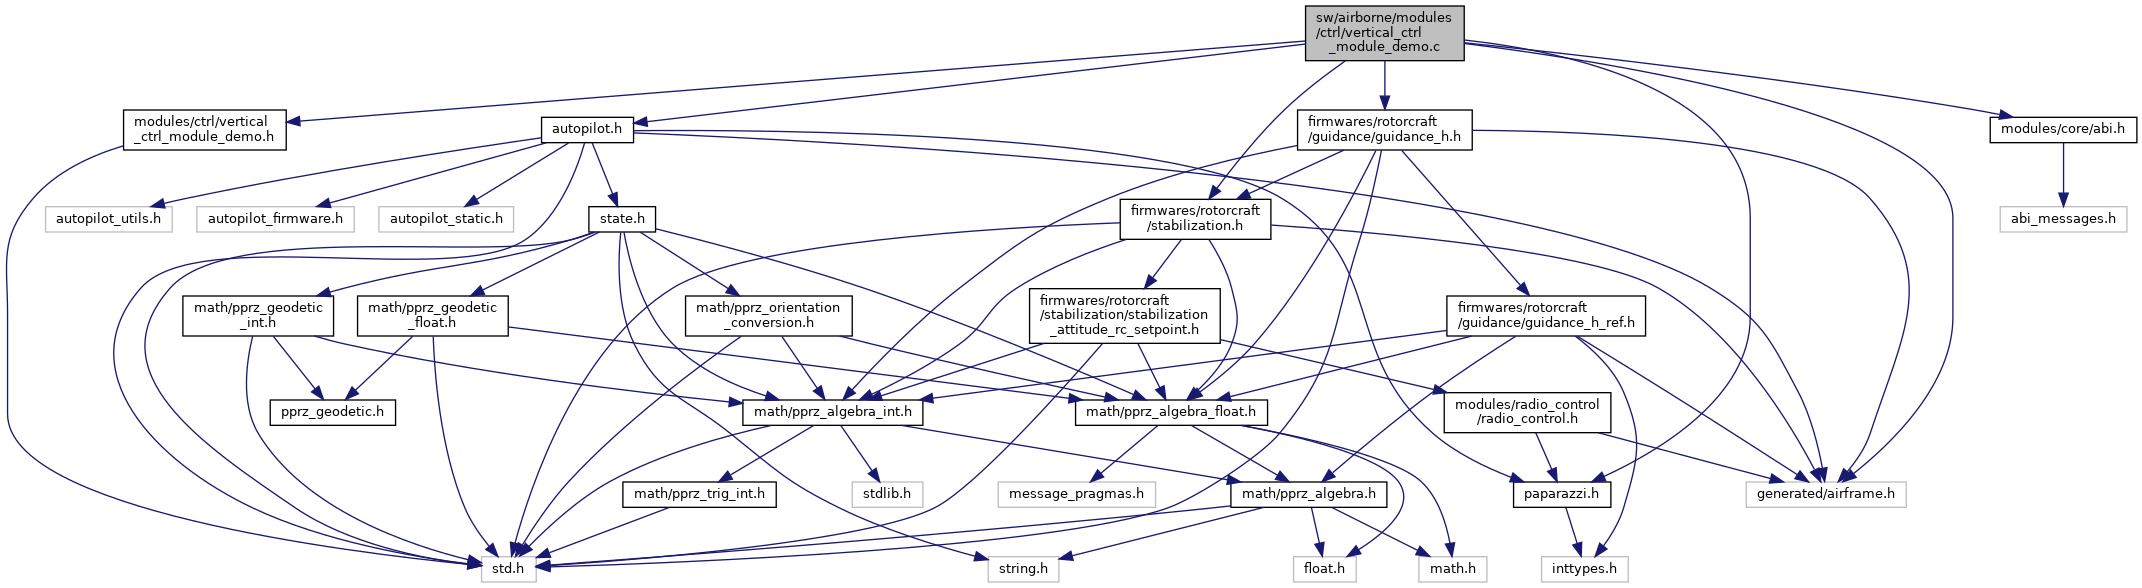 sw/airborne/modules
/ctrl/vertical_ctrl
_module_demo.c
modules/ctrl/vertical
_ctrl_module_demo.h
autopilot.h
firmwares/rotorcraft
/guidance/guidance_h.h
modules/core/abi.h
autopilot_utils.h
autopilot_firmware.h
autopilot_static.h
state.h
firmwares/rotorcraft
/stabilization.h
abi_messages.h
math/pprz_geodetic
_int.h
math/pprz_geodetic
_float.h
math/pprz_orientation
_conversion.h
firmwares/rotorcraft
/stabilization/stabilization
_attitude_rc_setpoint.h
firmwares/rotorcraft
/guidance/guidance_h_ref.h
pprz_geodetic.h
math/pprz_algebra_int.h
math/pprz_algebra_float.h
modules/radio_control
/radio_control.h
math/pprz_trig_int.h
stdlib.h
message_pragmas.h
math/pprz_algebra.h
paparazzi.h
generated/airframe.h
std.h
string.h
float.h
math.h
inttypes.h